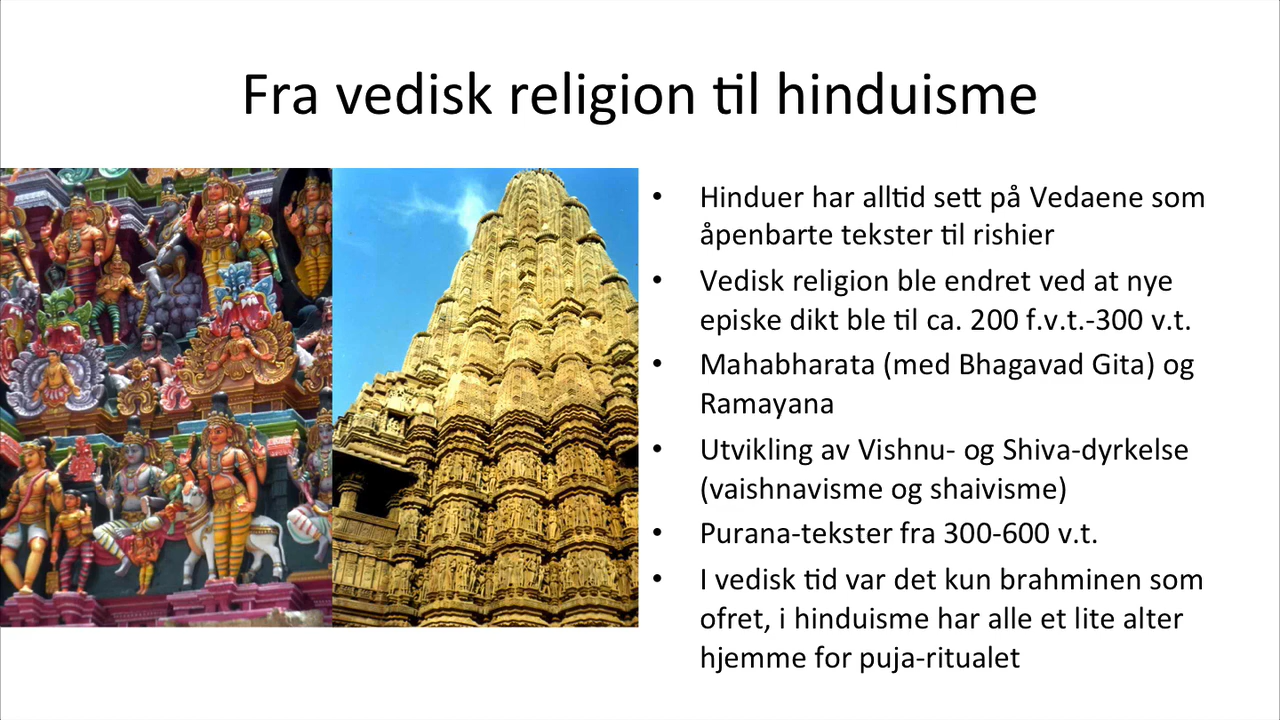 Fra vedisk religion til hinduisme
• Hinduer har alltid sett på Vedaene som
åpenbarte tekster til rishier
• Vedisk religion ble endret ved at nye
episke dikt ble til ca. 200 f.v.t.-300 v.t.
• Mahabharata (med Bhagavad Gita) og
Ramayana
• Utvikling av Vishnu- og Shiva-dyrkelse
(vaishnavisme og shaivisme)
• Purana-tekster fra 300-600 v.t.
• I vedisk tid var det kun brahminen som
ofret, i hinduisme har alle et lite alter
hjemme for puja-ritualet